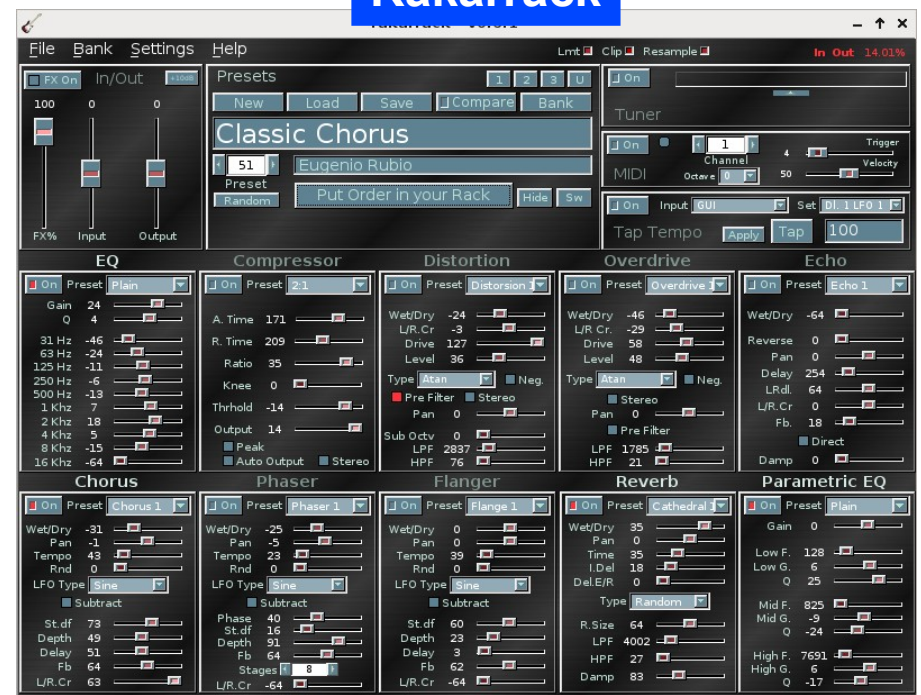 Rakarrack
File Bank Settings Help
Lmt Clip Resample
In Out 14.01%
FX On In/Out +10dB
100 0 0
FX% Input Output
Presets 1 2 3 U
New Load Save Compare Bank
Classic Chorus
51 Eugenio Rubio
Preset
Random Put Order in your Rack Hide Sw
On
Tuner
On 1 Trigger
Channel 4
MIDI Octave 0 50 Velocity
On Input GUI Set Dl. 1 LFO 1
Tap Tempo Apply Tap 100
EQ
On Preset Plain
Gain 24
Q 4
31 Hz -46
63 Hz -24
125 Hz -11
250 Hz -6
500 Hz -13
1 Khz 7
2 Khz 18
4 Khz 5
8 Khz -15
16 Khz -64
Compressor
On Preset 2:1
A. Time 171
R. Time 209
Ratio 35
Knee 0
Thrhold -14
Output 14
Peak
Auto Output Stereo
Distortion
On Preset Distorsion 1
Wet/Dry -24
L/R.Cr -3
Drive 127
Level 36
Type Atan Neg.
Pre Filter Stereo
Pan 0
Sub Octv 0
LPF 2837
HPF 76
Overdrive
On Preset Overdrive 1
Wet/Dry -46
L/R Cr. -29
Drive 58
Level 48
Type Atan Neg.
Stereo
Pan 0
Pre Filter
LPF 1785
HPF 21
Echo
On Preset Echo 1
Wet/Dry -64
Reverse 0
Pan 0
Delay 254
LRdl. 64
L/R.Cr 0
Fb. 18
Direct
Damp 0
Chorus
On Preset Chorus 1
Wet/Dry -31
Pan -1
Tempo 43
Rnd 0
LFO Type Sine
Subtract
St.df 73
Depth 49
Delay 51
Fb 64
L/R.Cr 63
Phaser
On Preset Phaser 1
Wet/Dry -25
Pan -5
Tempo 23
Rnd 0
LFO Type Sine
Subtract
Phase 40
St.df 16
Depth 91
Fb 64
Stages 8
L/R.Cr -64
Flanger
On Preset Flange 1
Wet/Dry 0
Pan 0
Tempo 39
Rnd 0
LFO Type Sine
Subtract
St.df 60
Depth 23
Delay 3
Fb 62
L/R.Cr -64
Reverb
On Preset Cathedral 1
Wet/Dry 35
Pan 0
Time 35
I.Del 18
Del.E/R 0
Type Random
R.Size 64
LPF 4002
HPF 27
Damp 83
Parametric EQ
On Preset Plain
Gain 0
Low F. 128
Low G. 6
Q 25
Mid F. 825
Mid G. -9
Q -24
High F. 7691
High G. 6
Q -17